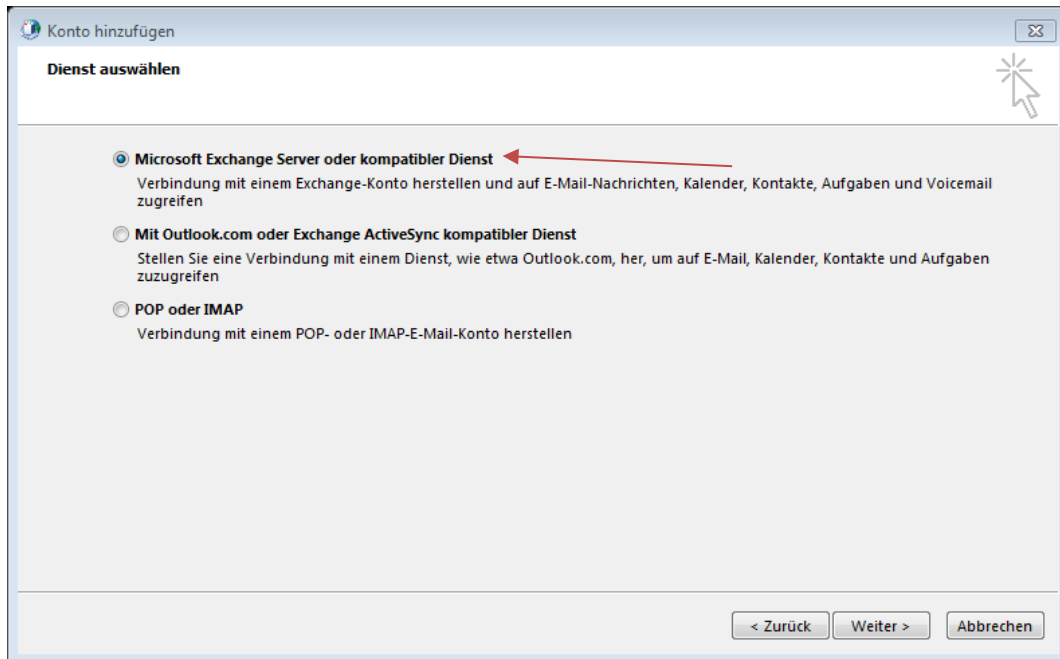 Konto hinzufügen
Dienst auswählen
Microsoft Exchange Server oder kompatibler Dienst
Verbindung mit einem Exchange-Konto herstellen und auf E-Mail-Nachrichten, Kalender, Kontakte, Aufgaben und Voicemail
zugreifen
Mit Outlook.com oder Exchange ActiveSync kompatibler Dienst
Stellen Sie eine Verbindung mit einem Dienst, wie etwa Outlook.com, her, um auf E-Mail, Kalender, Kontakte und Aufgaben
zuzugreifen
POP oder IMAP
Verbindung mit einem POP- oder IMAP-E-Mail-Konto herstellen
< Zurück Weiter > Abbrechen